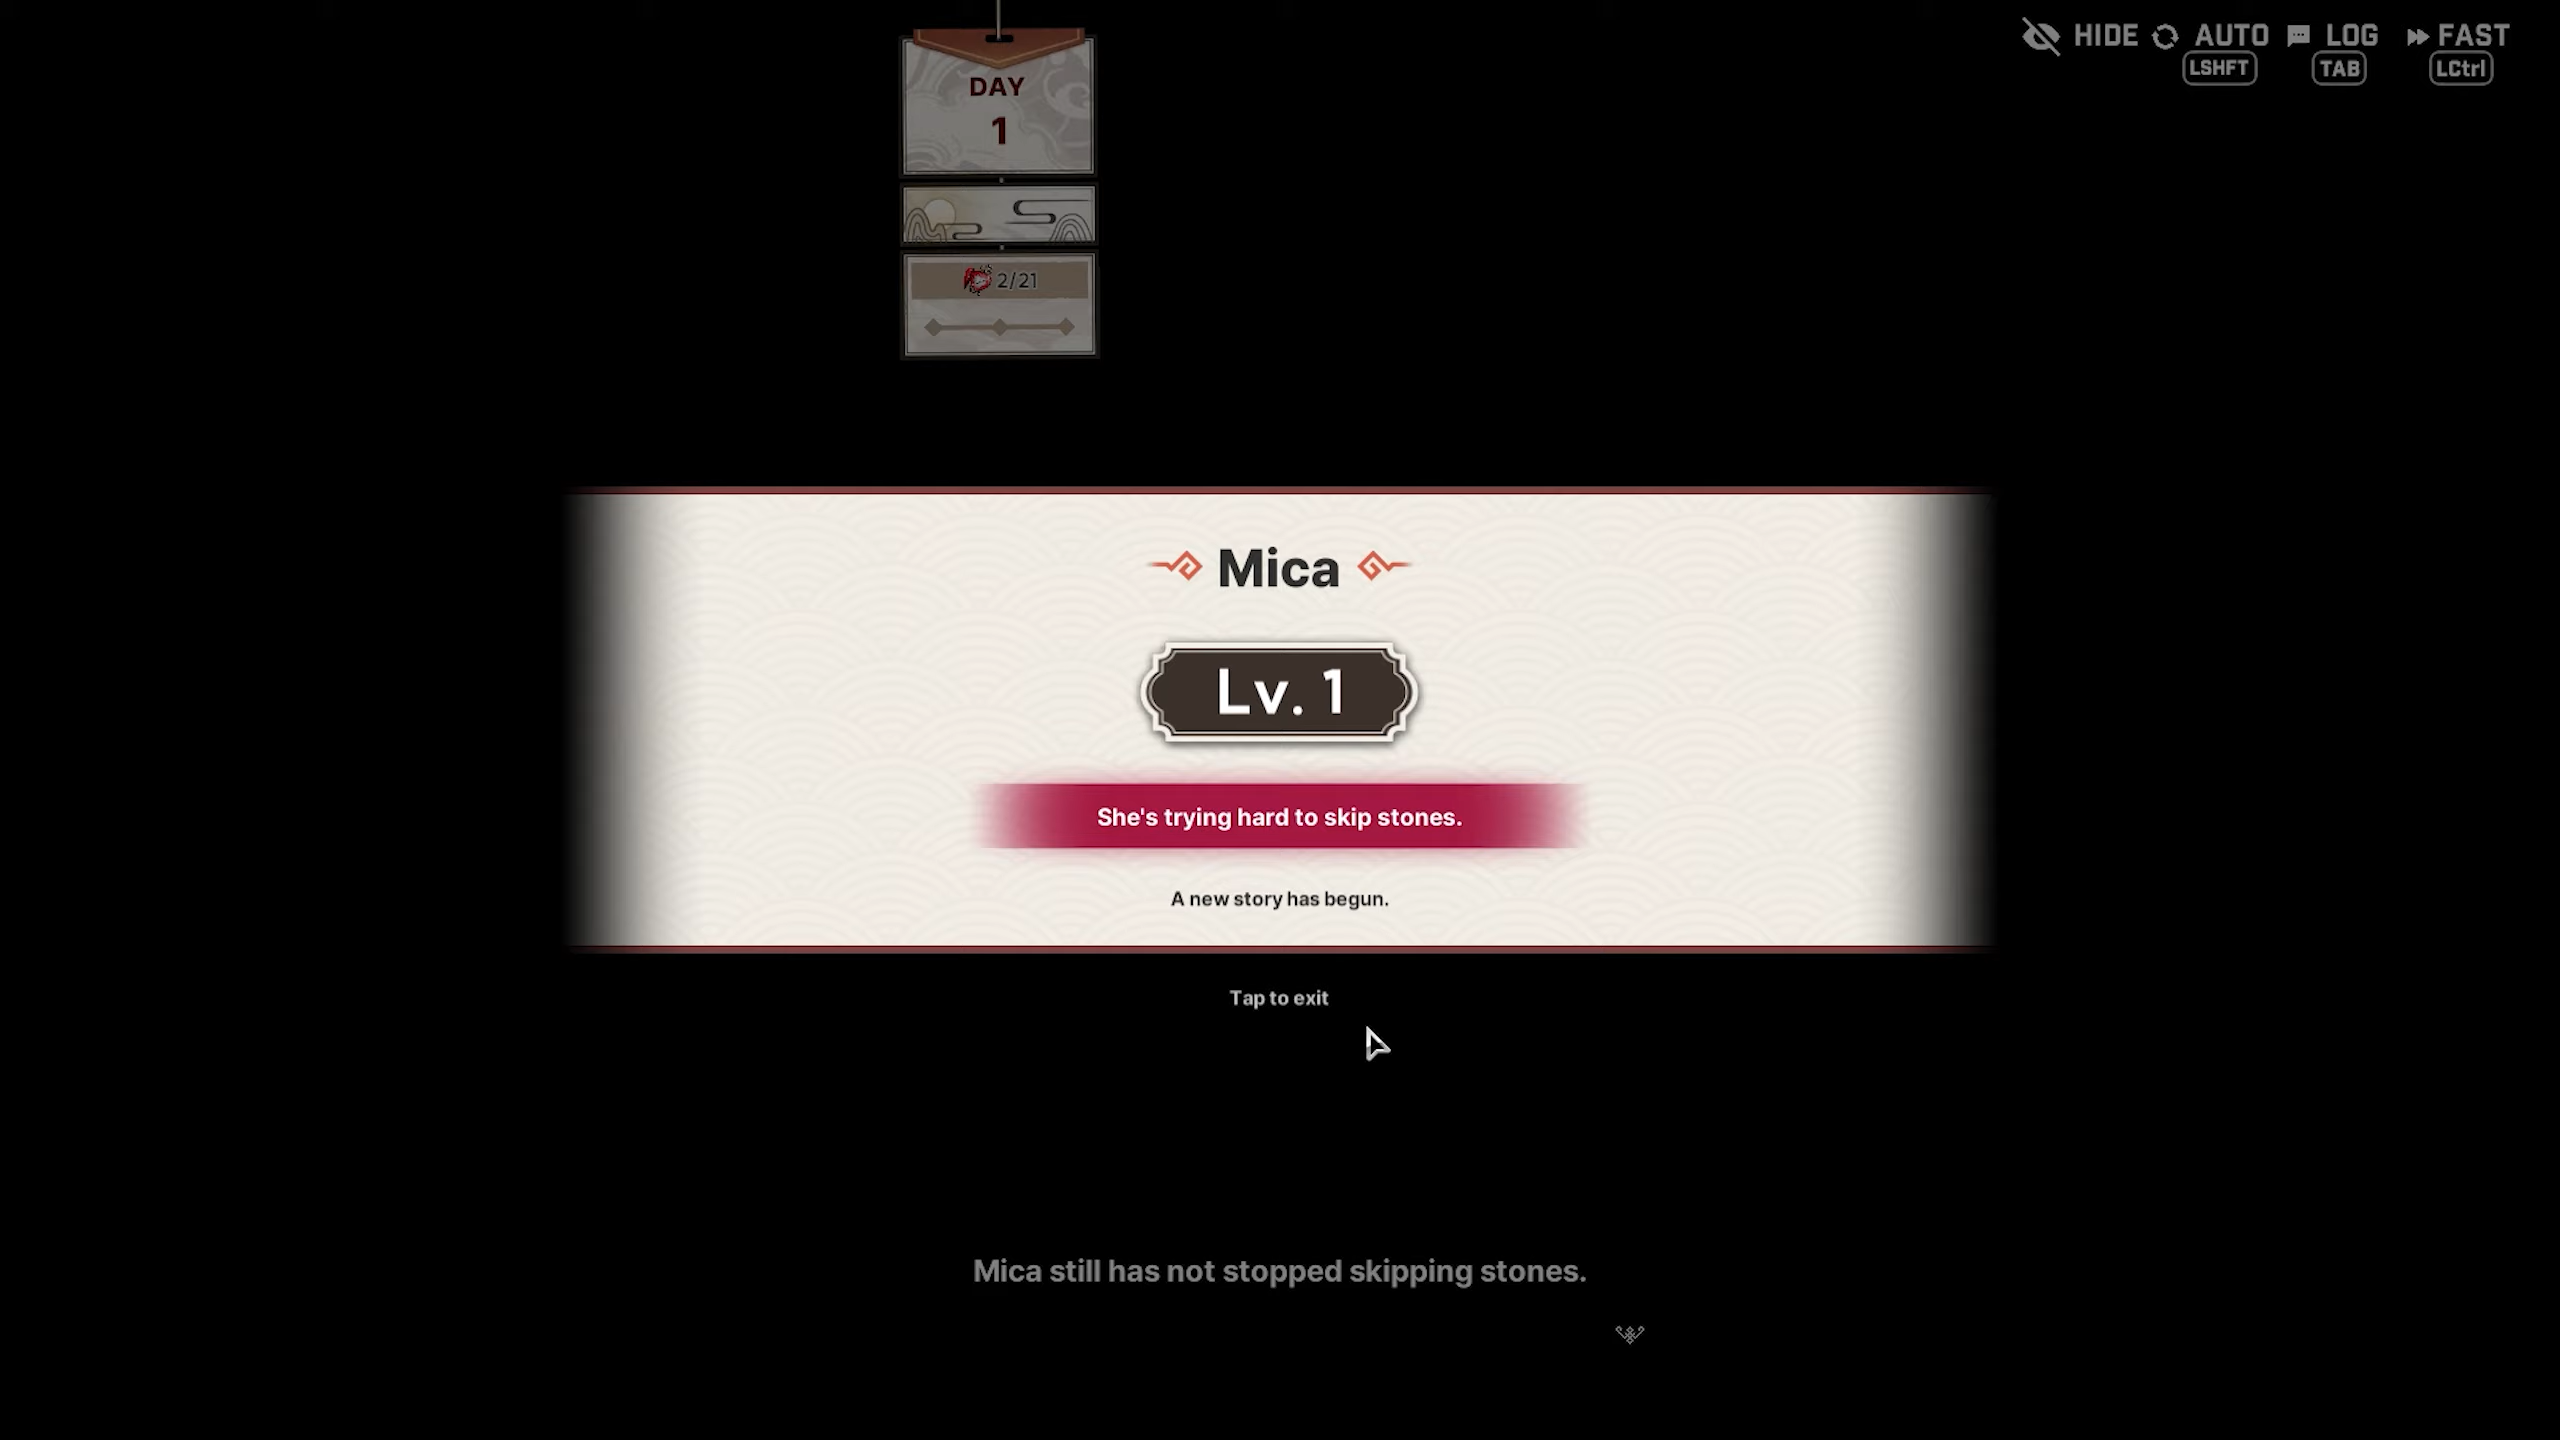 HIDE AUTO LOG FAST
LSHFT TAB LCtrl
DAY
1
2/21
Mica
Lv. 1
She's trying hard to skip stones.
A new story has begun.
Tap to exit
Mica still has not stopped skipping stones.